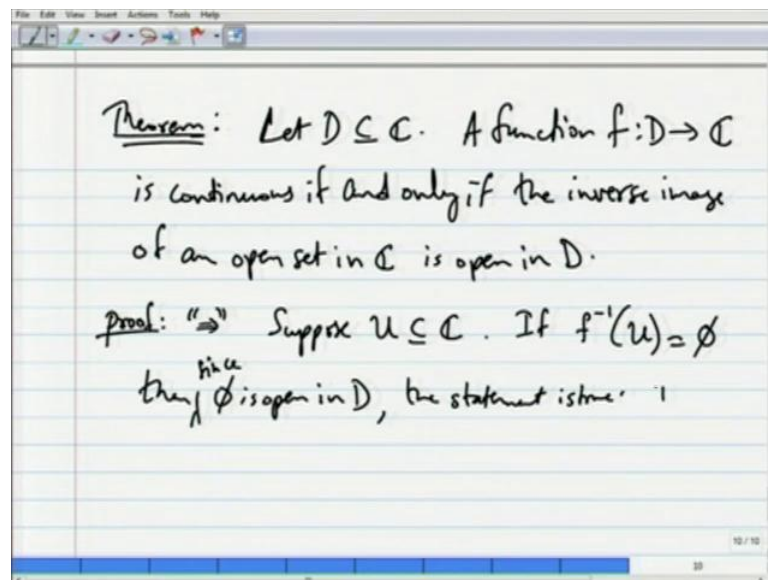 File Edit View Insert Actions Tools Help
Theorem: Let D ⊆ ℂ. A function f: D → ℂ
is continuous if and only if the inverse image
of an open set in ℂ is open in D.
Proof: "⇒" Suppose U ⊆ ℂ. If f⁻¹(U) = ϕ
since
then ϕ is open in D, the statement is true.
10 / 10
10